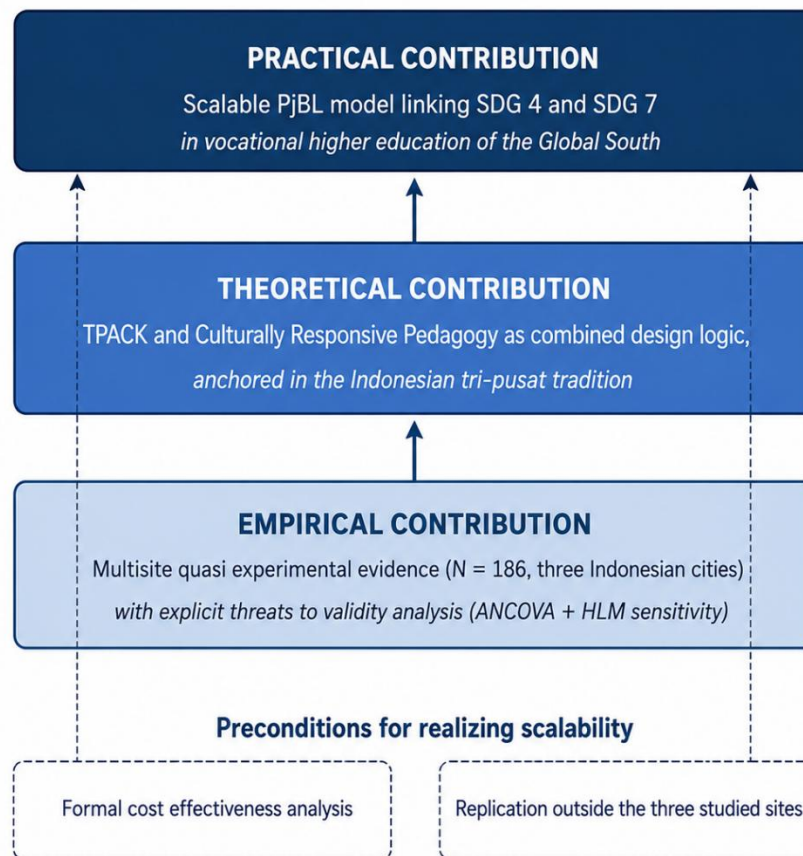 PRACTICAL CONTRIBUTION
Scalable PjBL model linking SDG 4 and SDG 7
in vocational higher education of the Global South
THEORETICAL CONTRIBUTION
TPACK and Culturally Responsive Pedagogy as combined design logic,
anchored in the Indonesian tri-pusat tradition
EMPIRICAL CONTRIBUTION
Multisite quasi experimental evidence (N = 186, three Indonesian cities)
with explicit threats to validity analysis (ANCOVA + HLM sensitivity)
Preconditions for realizing scalability
Formal cost effectiveness analysis
Replication outside the three studied sites